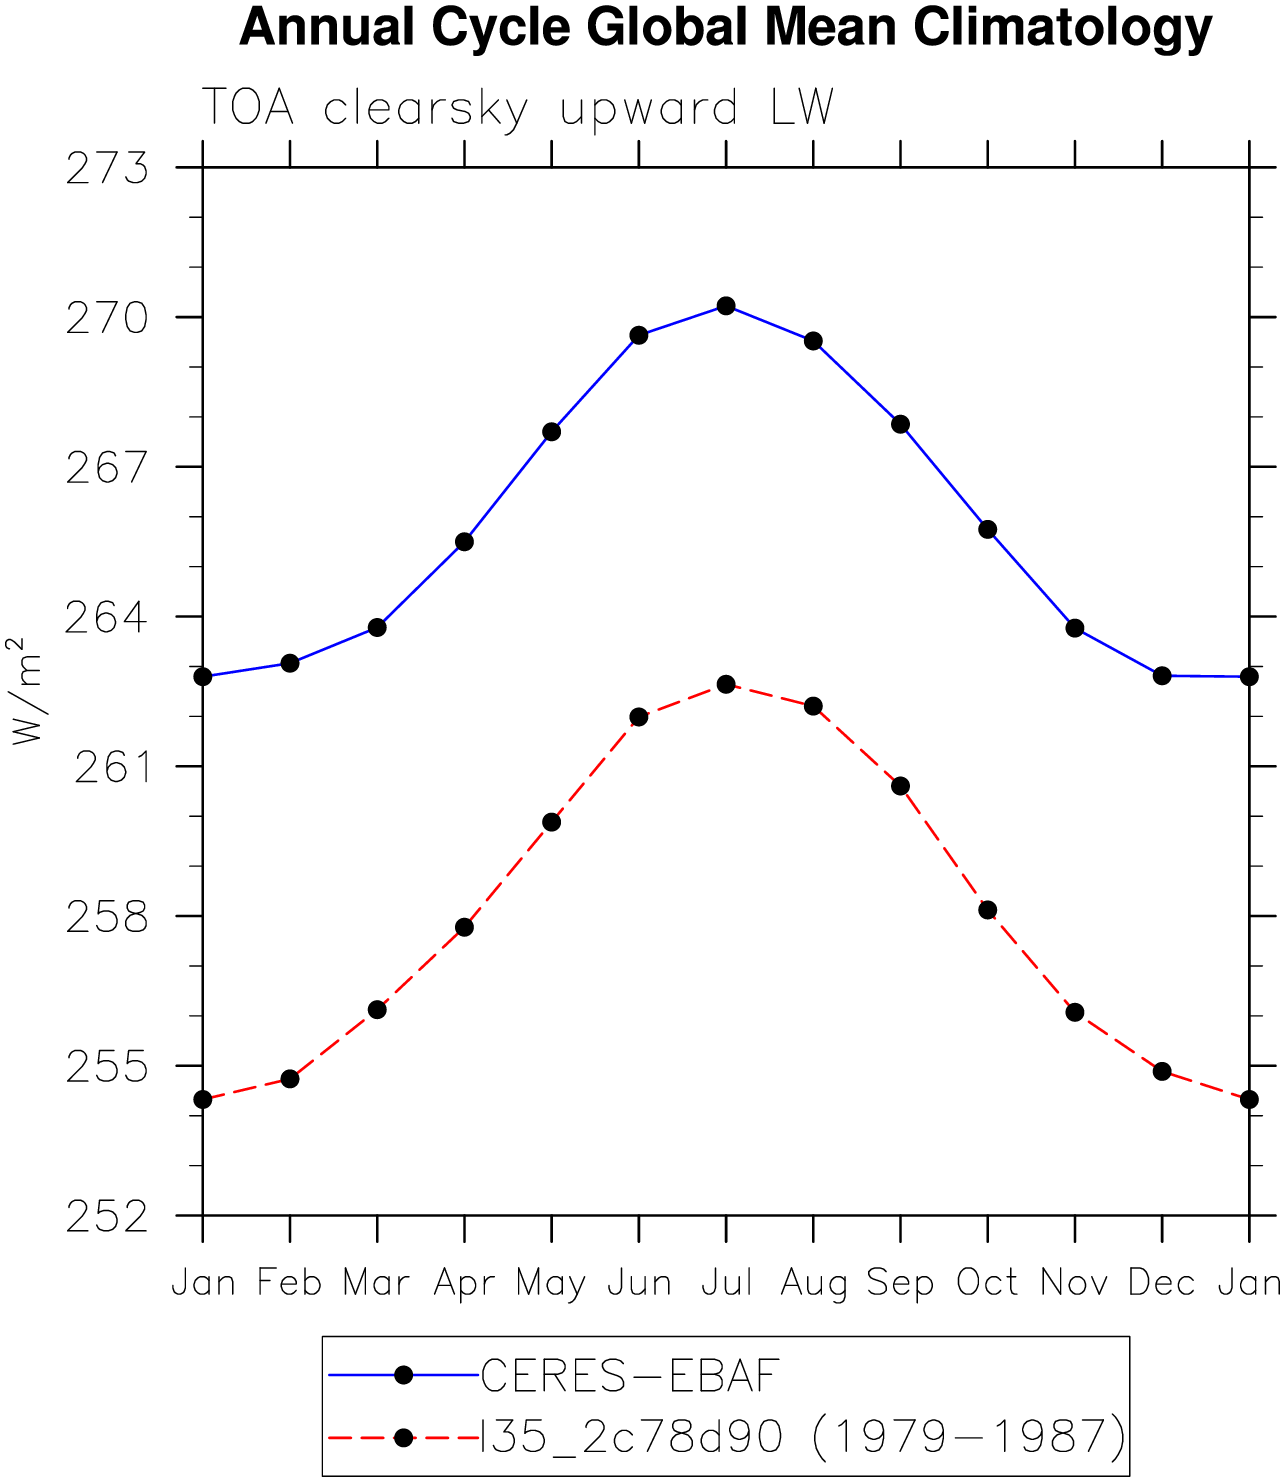 Annual Cycle Global Mean Climatology
TOA clearsky upward LW
273
270
267
264
261
258
255
252
W/m²
Jan Feb Mar Apr May Jun Jul Aug Sep Oct Nov Dec Jan
CERES-EBAF
I35_2c78d90 (1979-1987)